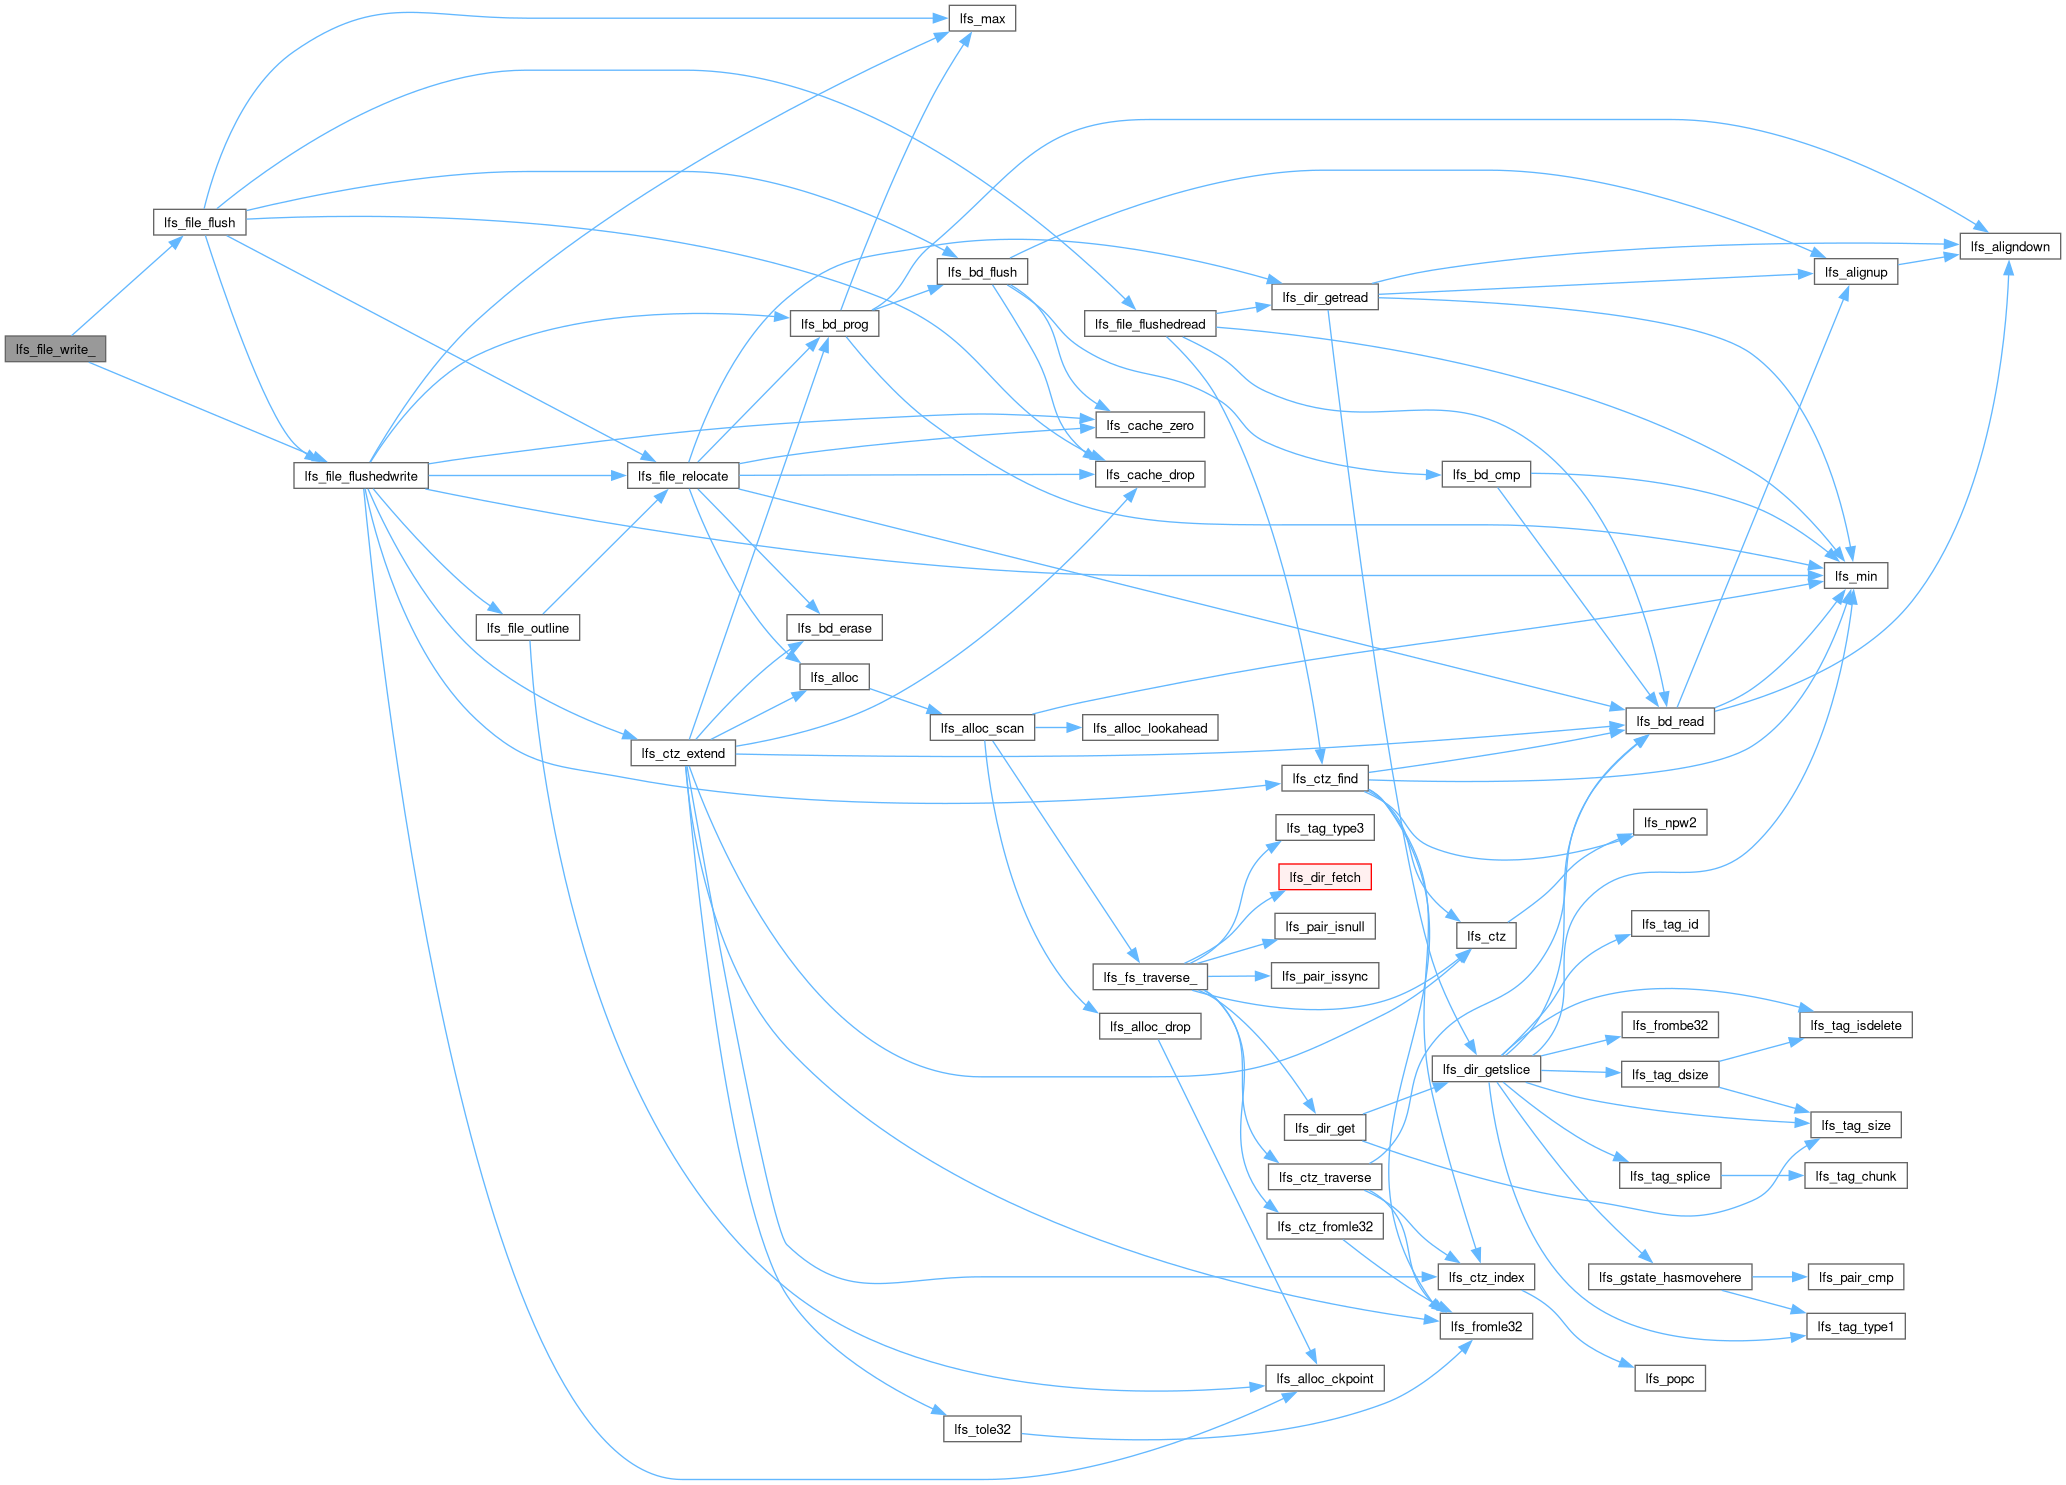 lfs_max
lfs_file_flush
lfs_aligndown
lfs_bd_flush
lfs_alignup
lfs_dir_getread
lfs_bd_prog
lfs_file_flushedread
lfs_file_write_
lfs_cache_zero
lfs_file_flushedwrite
lfs_file_relocate
lfs_cache_drop
lfs_bd_cmp
lfs_min
lfs_file_outline
lfs_bd_erase
lfs_alloc
lfs_alloc_scan
lfs_alloc_lookahead
lfs_bd_read
lfs_ctz_extend
lfs_ctz_find
lfs_tag_type3
lfs_npw2
lfs_dir_fetch
lfs_pair_isnull
lfs_tag_id
lfs_ctz
lfs_fs_traverse_
lfs_pair_issync
lfs_alloc_drop
lfs_frombe32
lfs_tag_isdelete
lfs_dir_getslice
lfs_tag_dsize
lfs_dir_get
lfs_tag_size
lfs_ctz_traverse
lfs_tag_splice
lfs_tag_chunk
lfs_ctz_fromle32
lfs_ctz_index
lfs_gstate_hasmovehere
lfs_pair_cmp
lfs_fromle32
lfs_tag_type1
lfs_alloc_ckpoint
lfs_popc
lfs_tole32